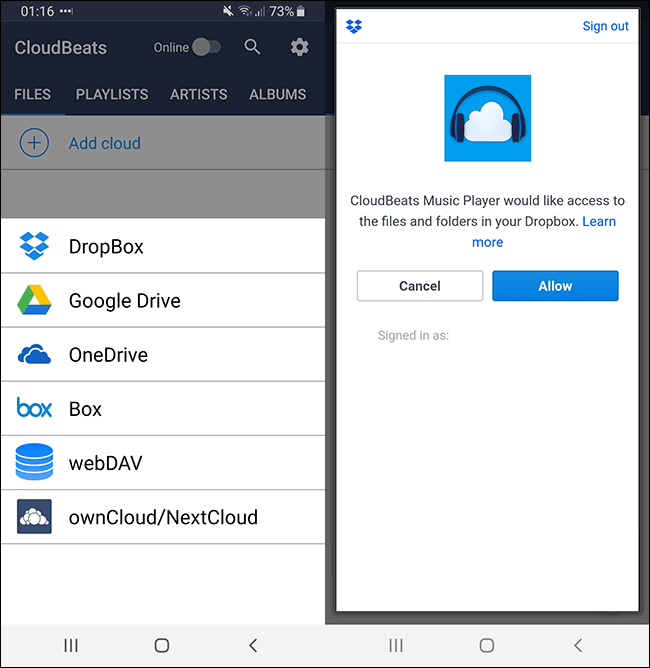 01:16
73%
CloudBeats
Online
FILES PLAYLISTS ARTISTS ALBUMS
Add cloud
DropBox
Google Drive
OneDrive
box Box
webDAV
ownCloud/NextCloud
Sign out
CloudBeats Music Player would like access to
the files and folders in your Dropbox. Learn
more
Cancel Allow
Signed in as: